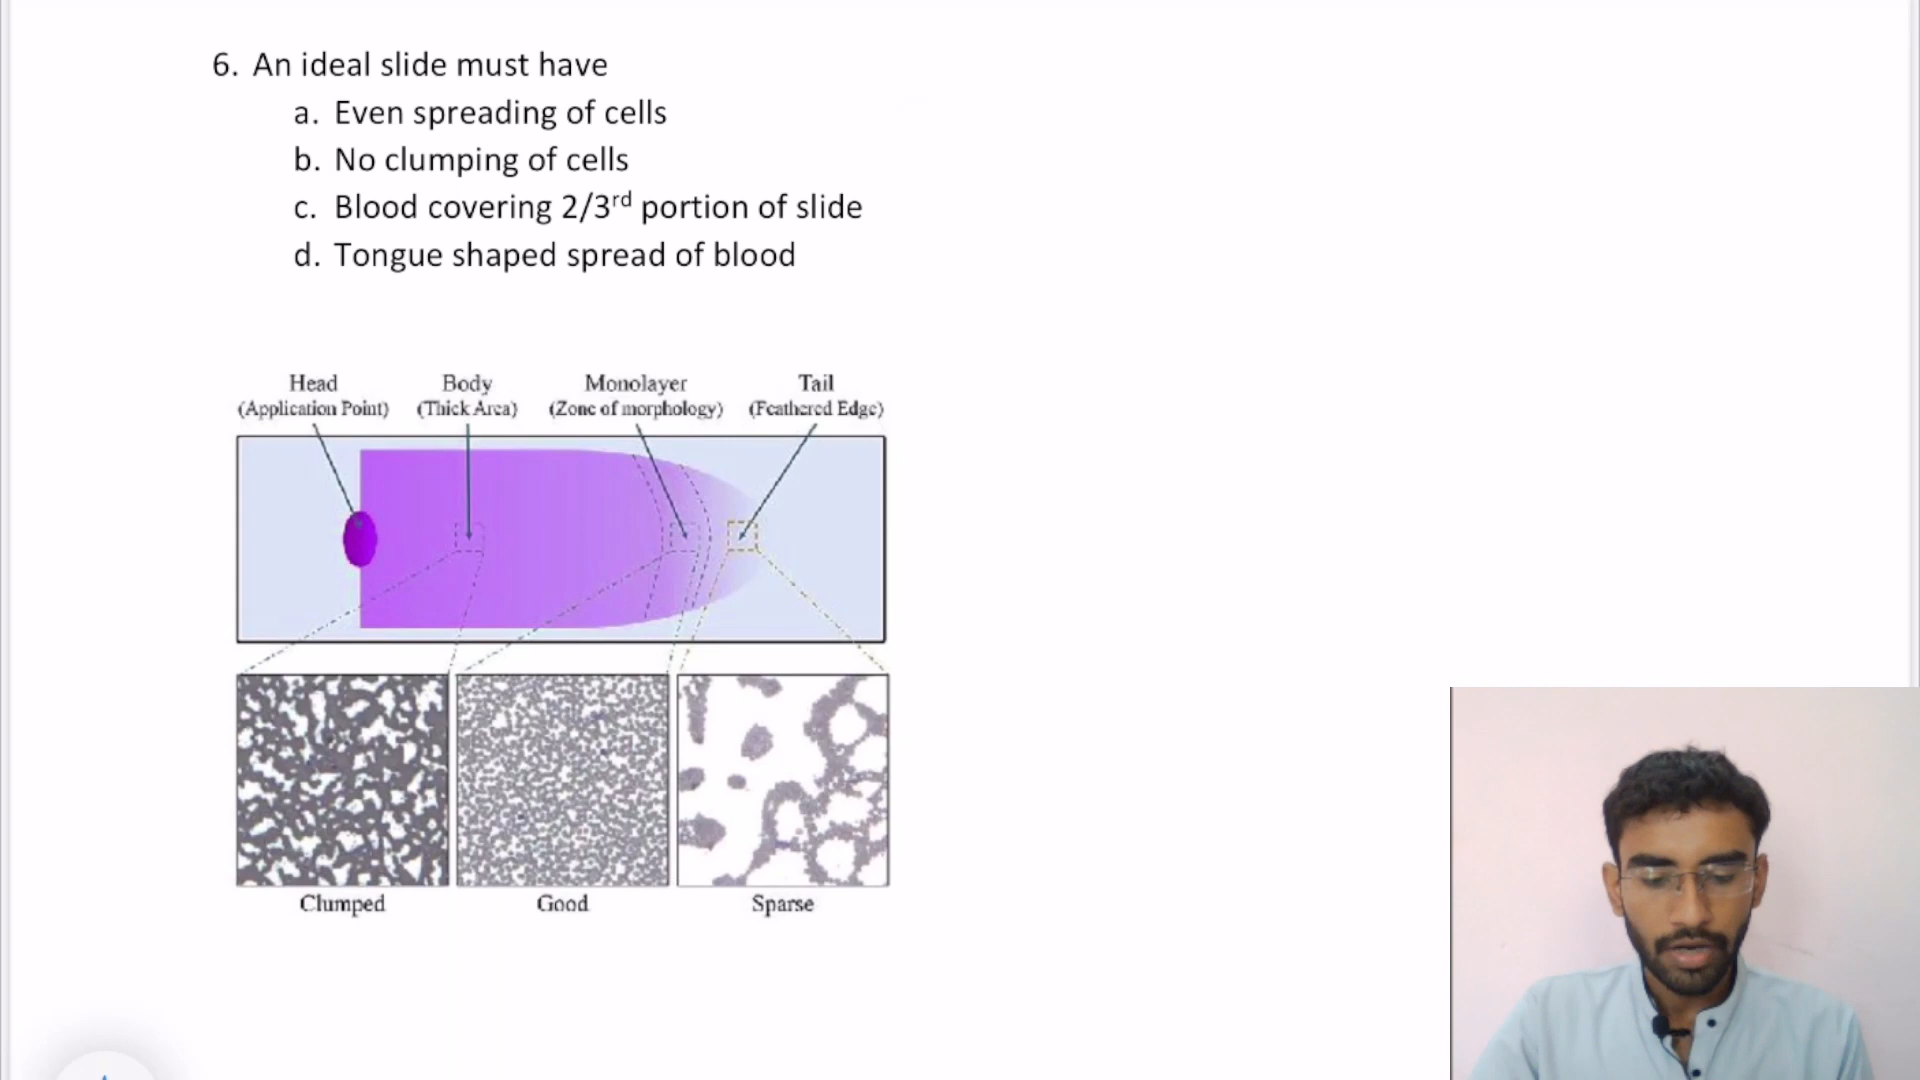 6. An ideal slide must have
a. Even spreading of cells
b. No clumping of cells
c. Blood covering 2/3rd portion of slide
d. Tongue shaped spread of blood
Head Body Monolayer Tail
(Application Point) (Thick Area) (Zone of morphology) (Feathered Edge)
Clumped Good Sparse